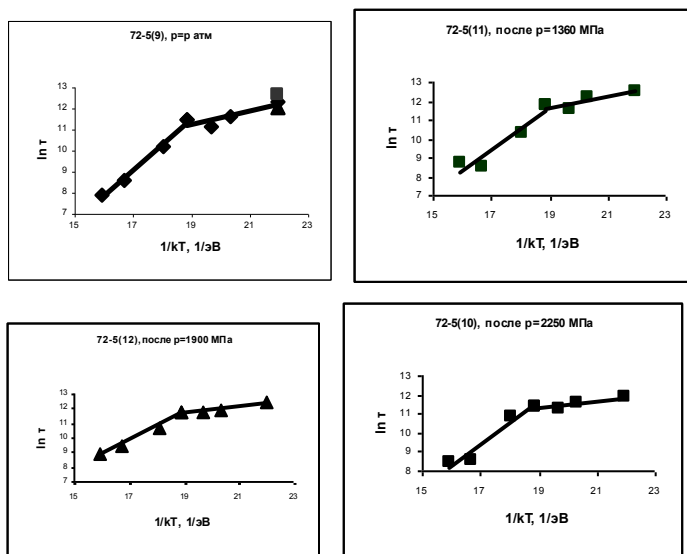 72-5(9), p=p атм
13
12
11
10
9
8
7
ln τ
15 17 19 21 23
1/kT, 1/эВ
72-5(11), после p=1360 МПа
13
12
11
10
9
8
7
ln τ
15 17 19 21 23
1/kT, 1/эВ
72-5(12), после p=1900 МПа
13
12
11
10
9
8
7
ln τ
15 17 19 21 23
1/kT, 1/эВ
72-5(10), после p=2250 МПа
13
12
11
10
9
8
ln τ
15 17 19 21 23
1/kT, 1/эВ